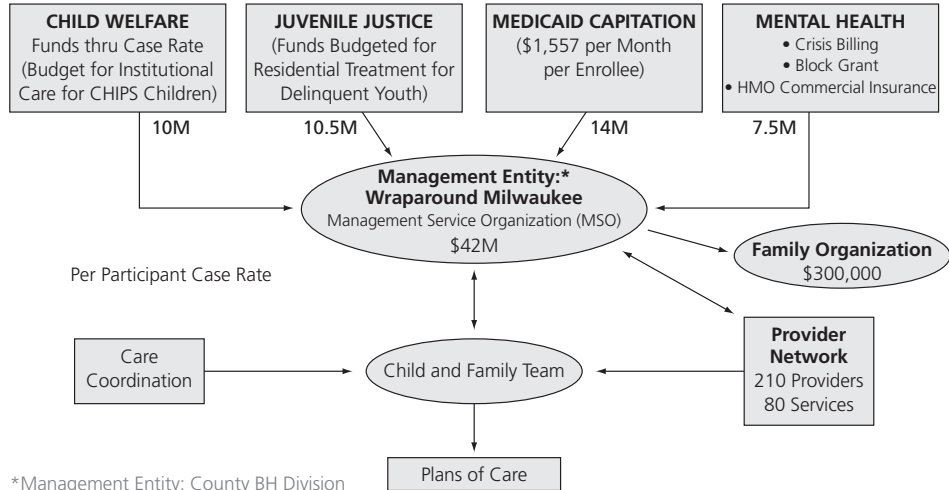 CHILD WELFARE
Funds thru Case Rate
(Budget for Institutional
Care for CHIPS Children)
JUVENILE JUSTICE
(Funds Budgeted for
Residential Treatment for
Delinquent Youth)
MEDICAID CAPITATION
($1,557 per Month
per Enrollee)
MENTAL HEALTH
• Crisis Billing
• Block Grant
• HMO Commercial Insurance
10M
10.5M
14M
7.5M
Management Entity:*
Wraparound Milwaukee
Management Service Organization (MSO)
$42M
Family Organization
$300,000
Per Participant Case Rate
Care
Coordination
Child and Family Team
Provider
Network
210 Providers
80 Services
Plans of Care
*Management Entity: County BH Division